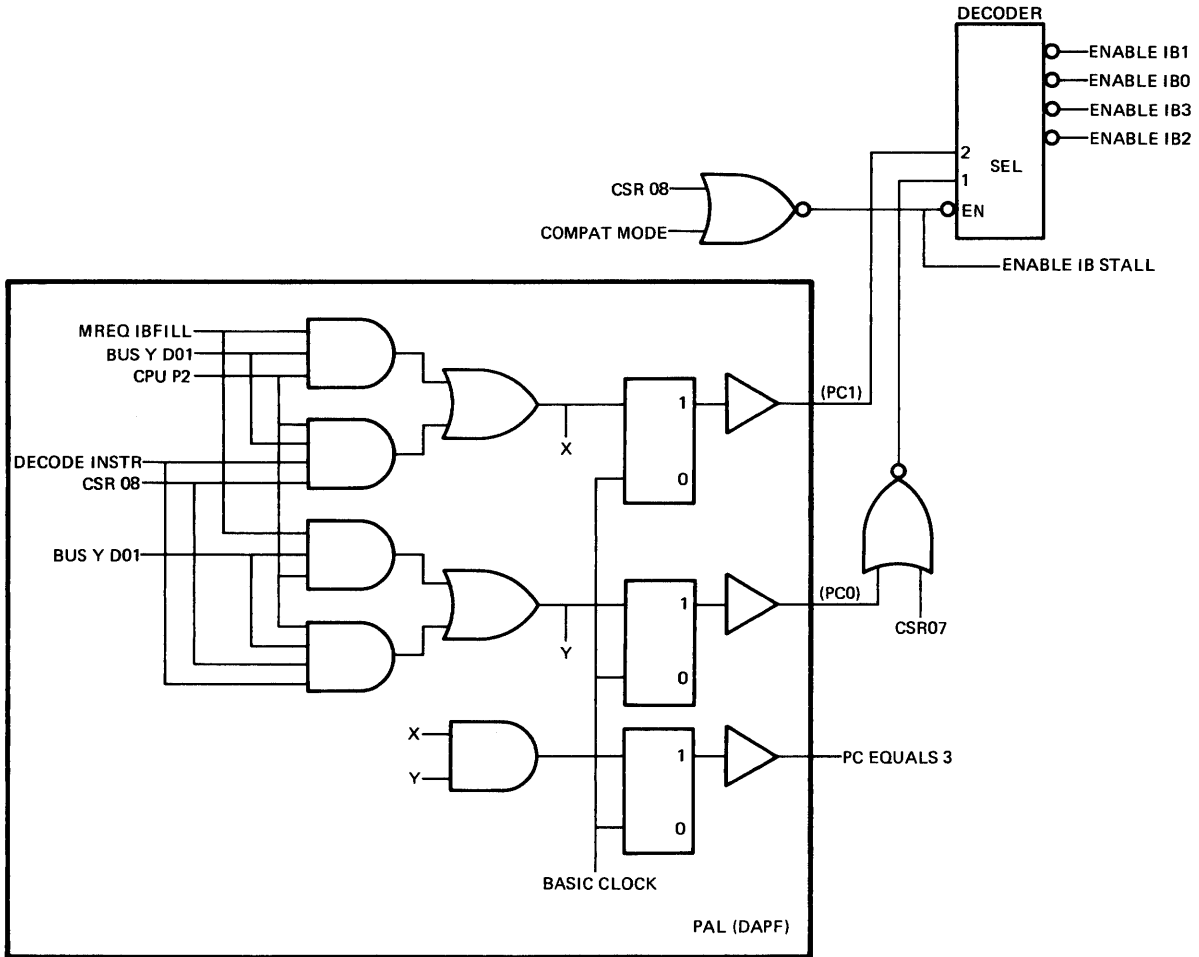 DECODER
ENABLE IB1
ENABLE IB0
ENABLE IB3
ENABLE IB2
2
SEL
1
EN
CSR 08
COMPAT MODE
ENABLE IB STALL
MREQ IBFILL
BUS Y D01
CPU P2
1
(PC1)
X
DECODE INSTR
CSR 08
0
BUS Y D01
1
(PC0)
CSR07
Y
0
X
1
PC EQUALS 3
Y
0
BASIC CLOCK
PAL (DAPF)